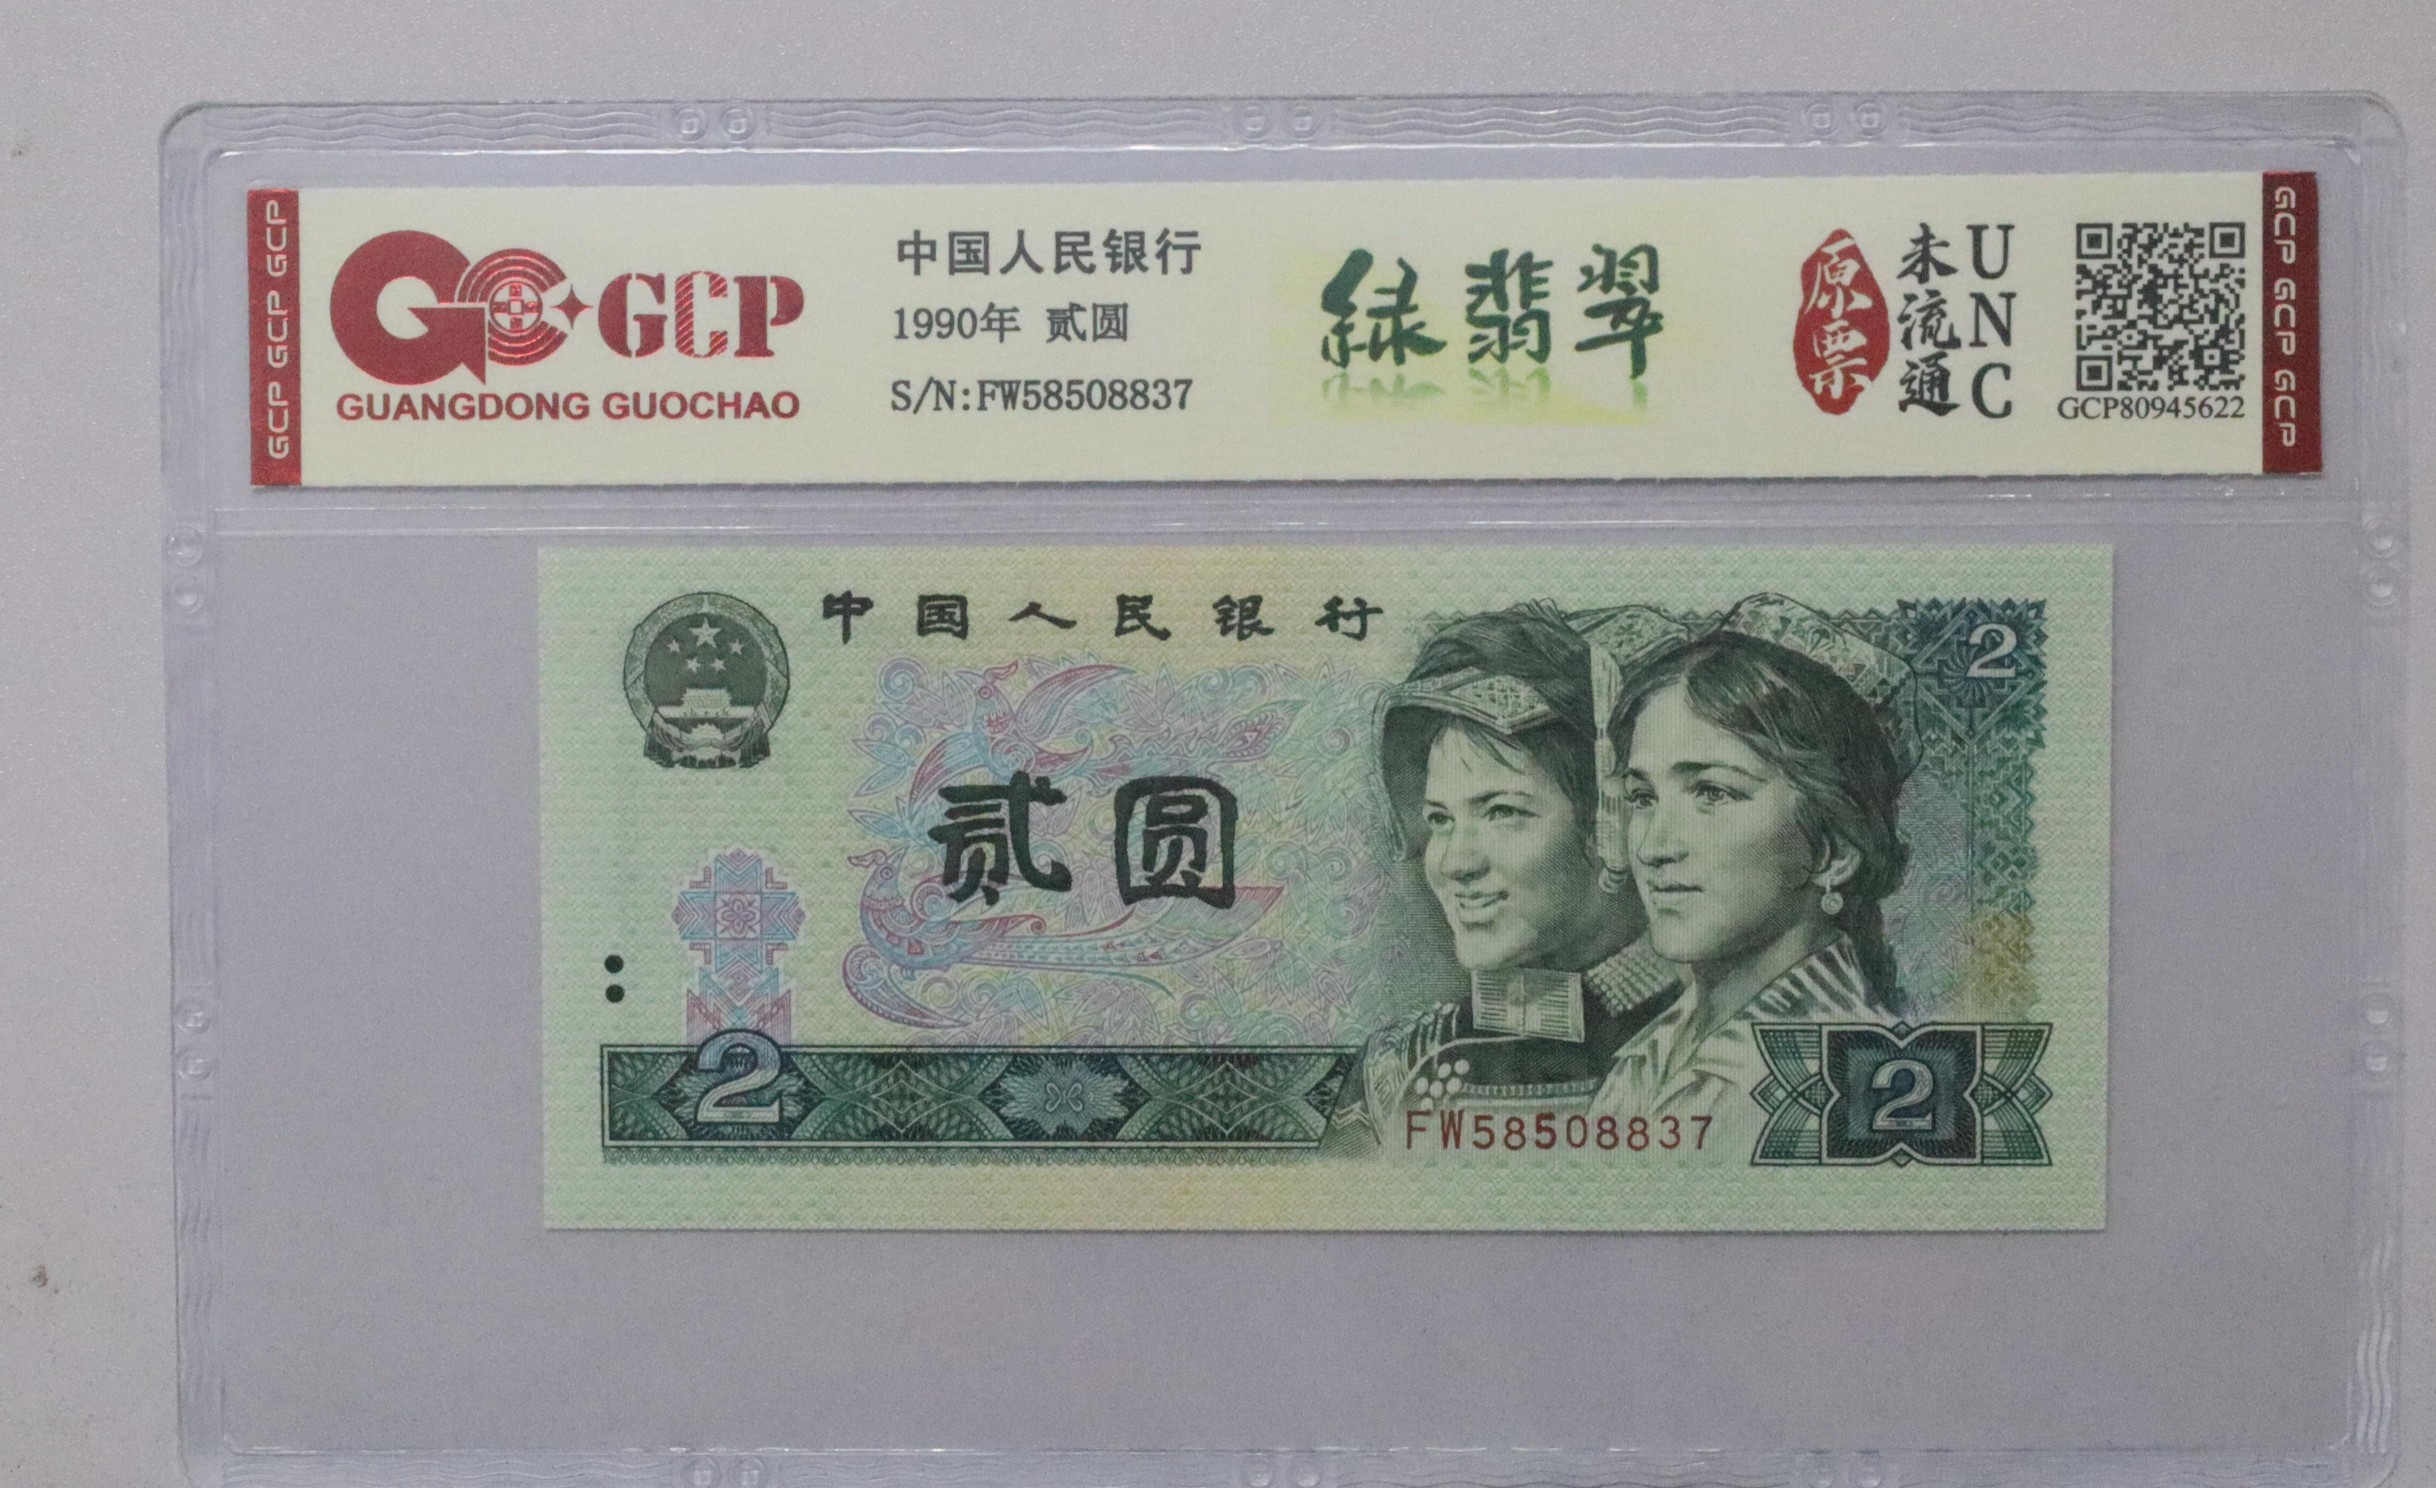 GCP GCP GCP
GCP
GUANGDONG GUOCHAO
中国人民银行
1990年 贰圆
S/N:FW58508837
绿翡翠
原票
未流通
UNC
GCP80945622
GCP GCP GCP
中国人民银行
2
贰圆
2
FW58508837
2